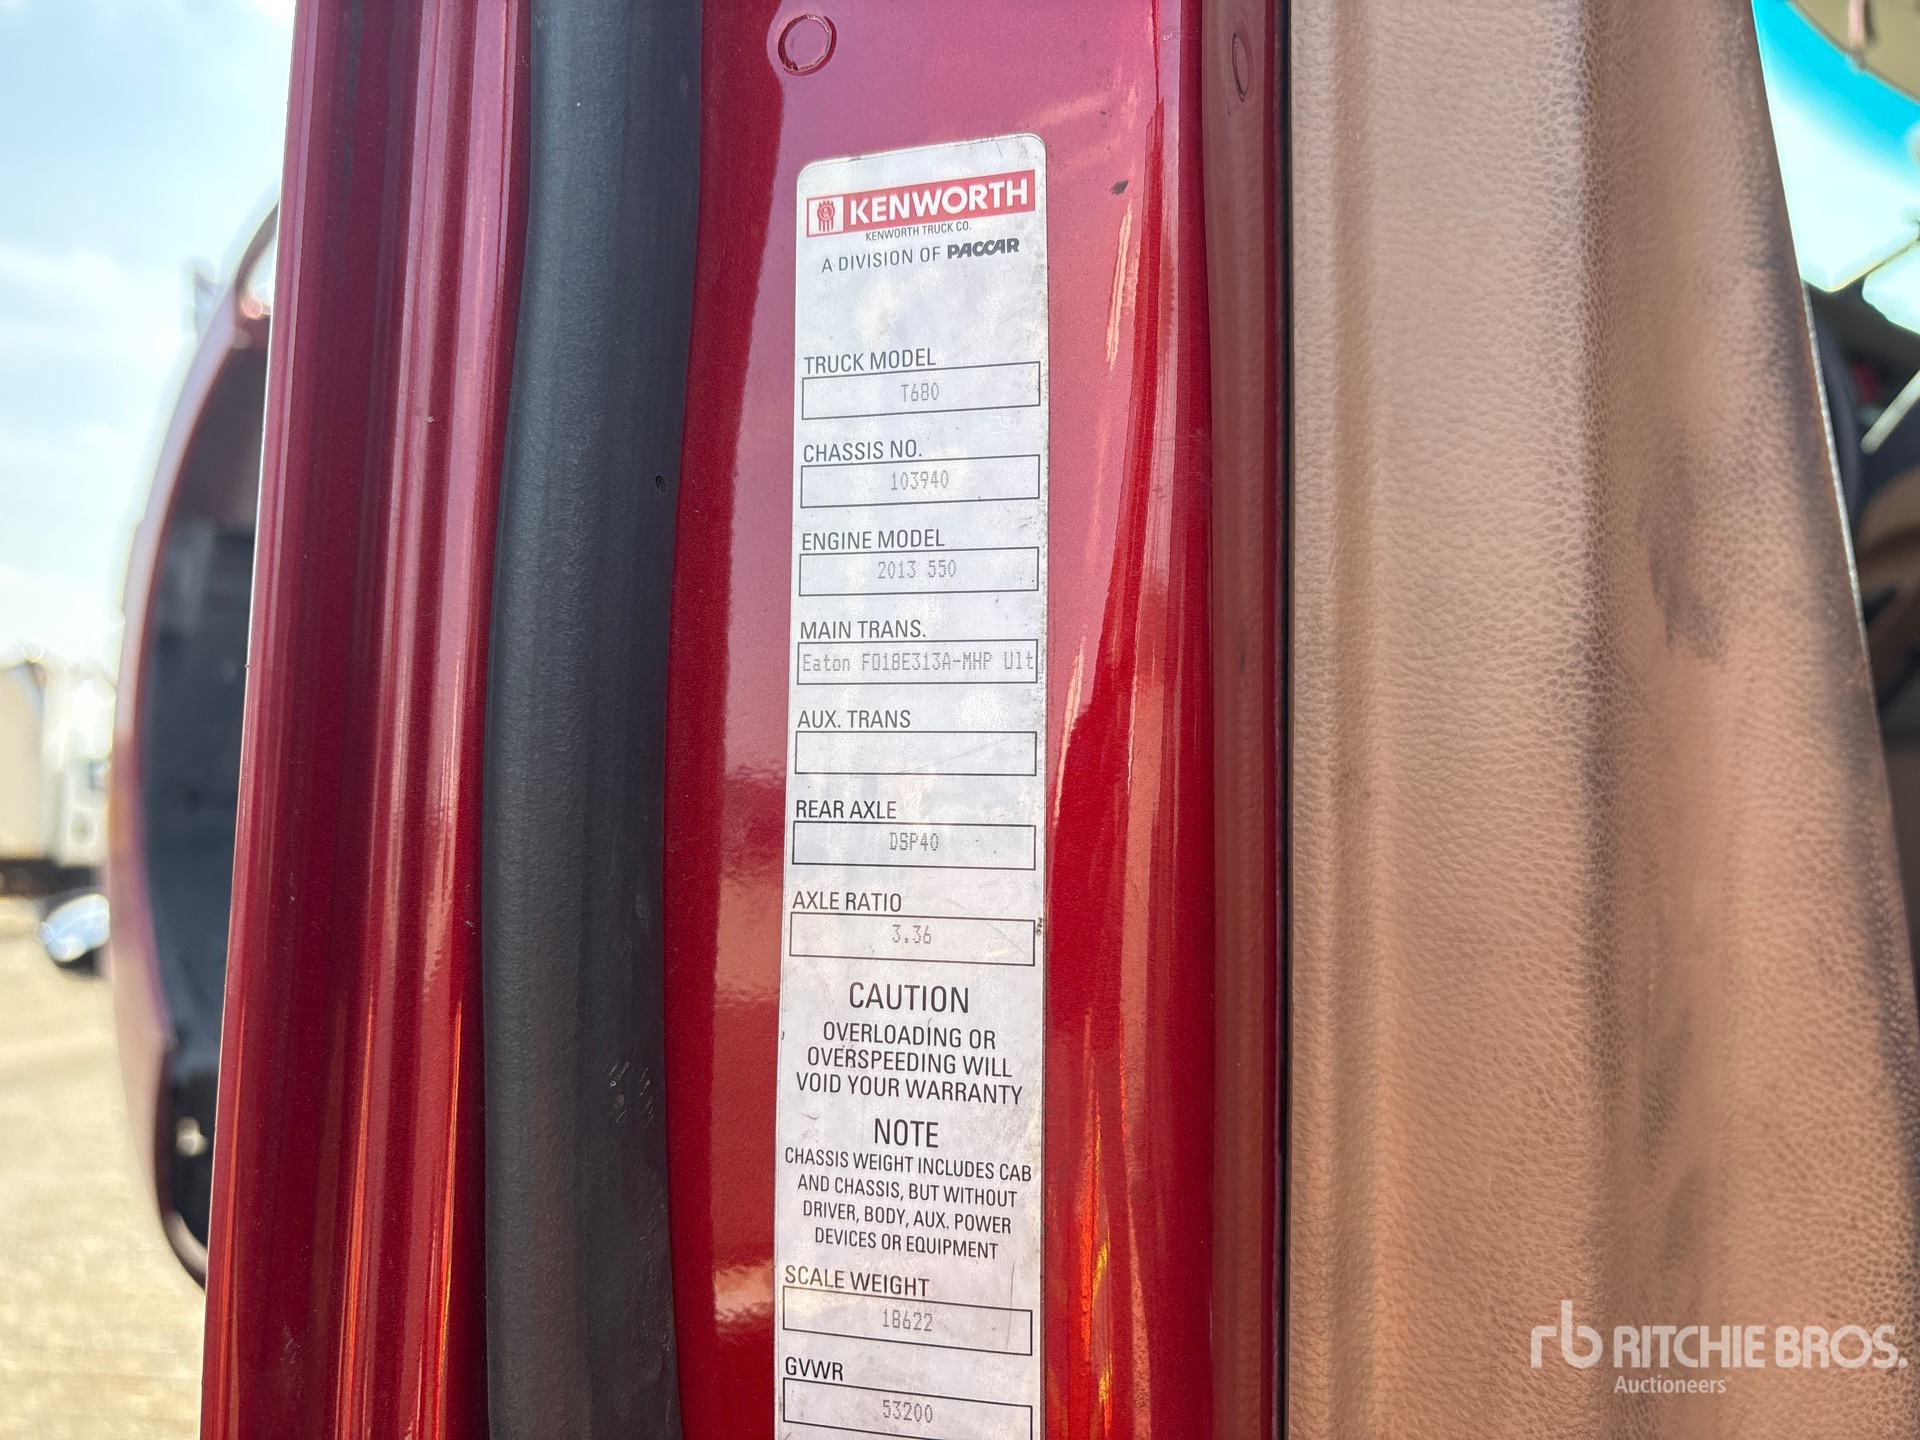 KENWORTH
KENWORTH TRUCK CO.
A DIVISION OF PACCAR
TRUCK MODEL
T680
CHASSIS NO.
103940
ENGINE MODEL
2013 550
MAIN TRANS.
Eaton FO18E313A-MHP Ult
AUX. TRANS
REAR AXLE
DSP40
AXLE RATIO
3.36
CAUTION
OVERLOADING OR
OVERSPEEDING WILL
VOID YOUR WARRANTY
NOTE
CHASSIS WEIGHT INCLUDES CAB
AND CHASSIS, BUT WITHOUT
DRIVER, BODY, AUX. POWER
DEVICES OR EQUIPMENT
SCALE WEIGHT
18622
GVWR
53200
rb RITCHIE BROS.
Auctioneers